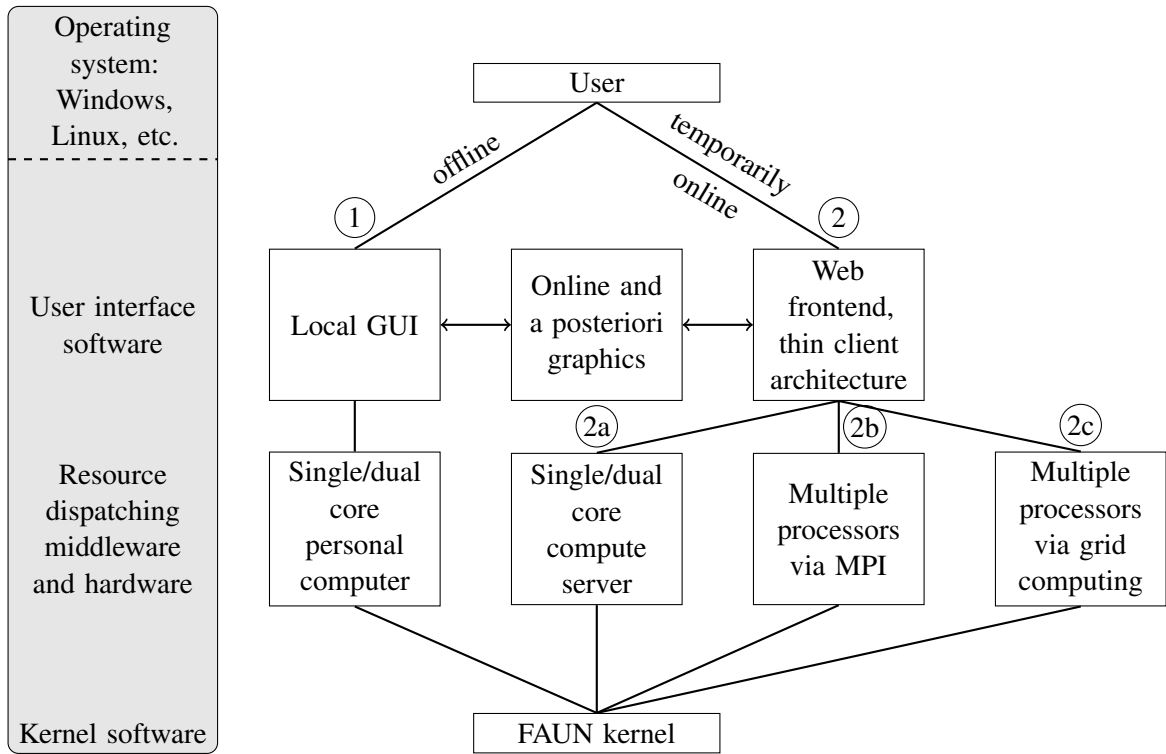 Operating
system:
Windows,
Linux, etc.
User
offline
temporarily
online
1
2
User interface
software
Local GUI
Online and
a posteriori
graphics
Web
frontend,
thin client
architecture
2a
2b
2c
Resource
dispatching
middleware
and hardware
Single/dual
core
personal
computer
Single/dual
core
compute
server
Multiple
processors
via MPI
Multiple
processors
via grid
computing
Kernel software
FAUN kernel